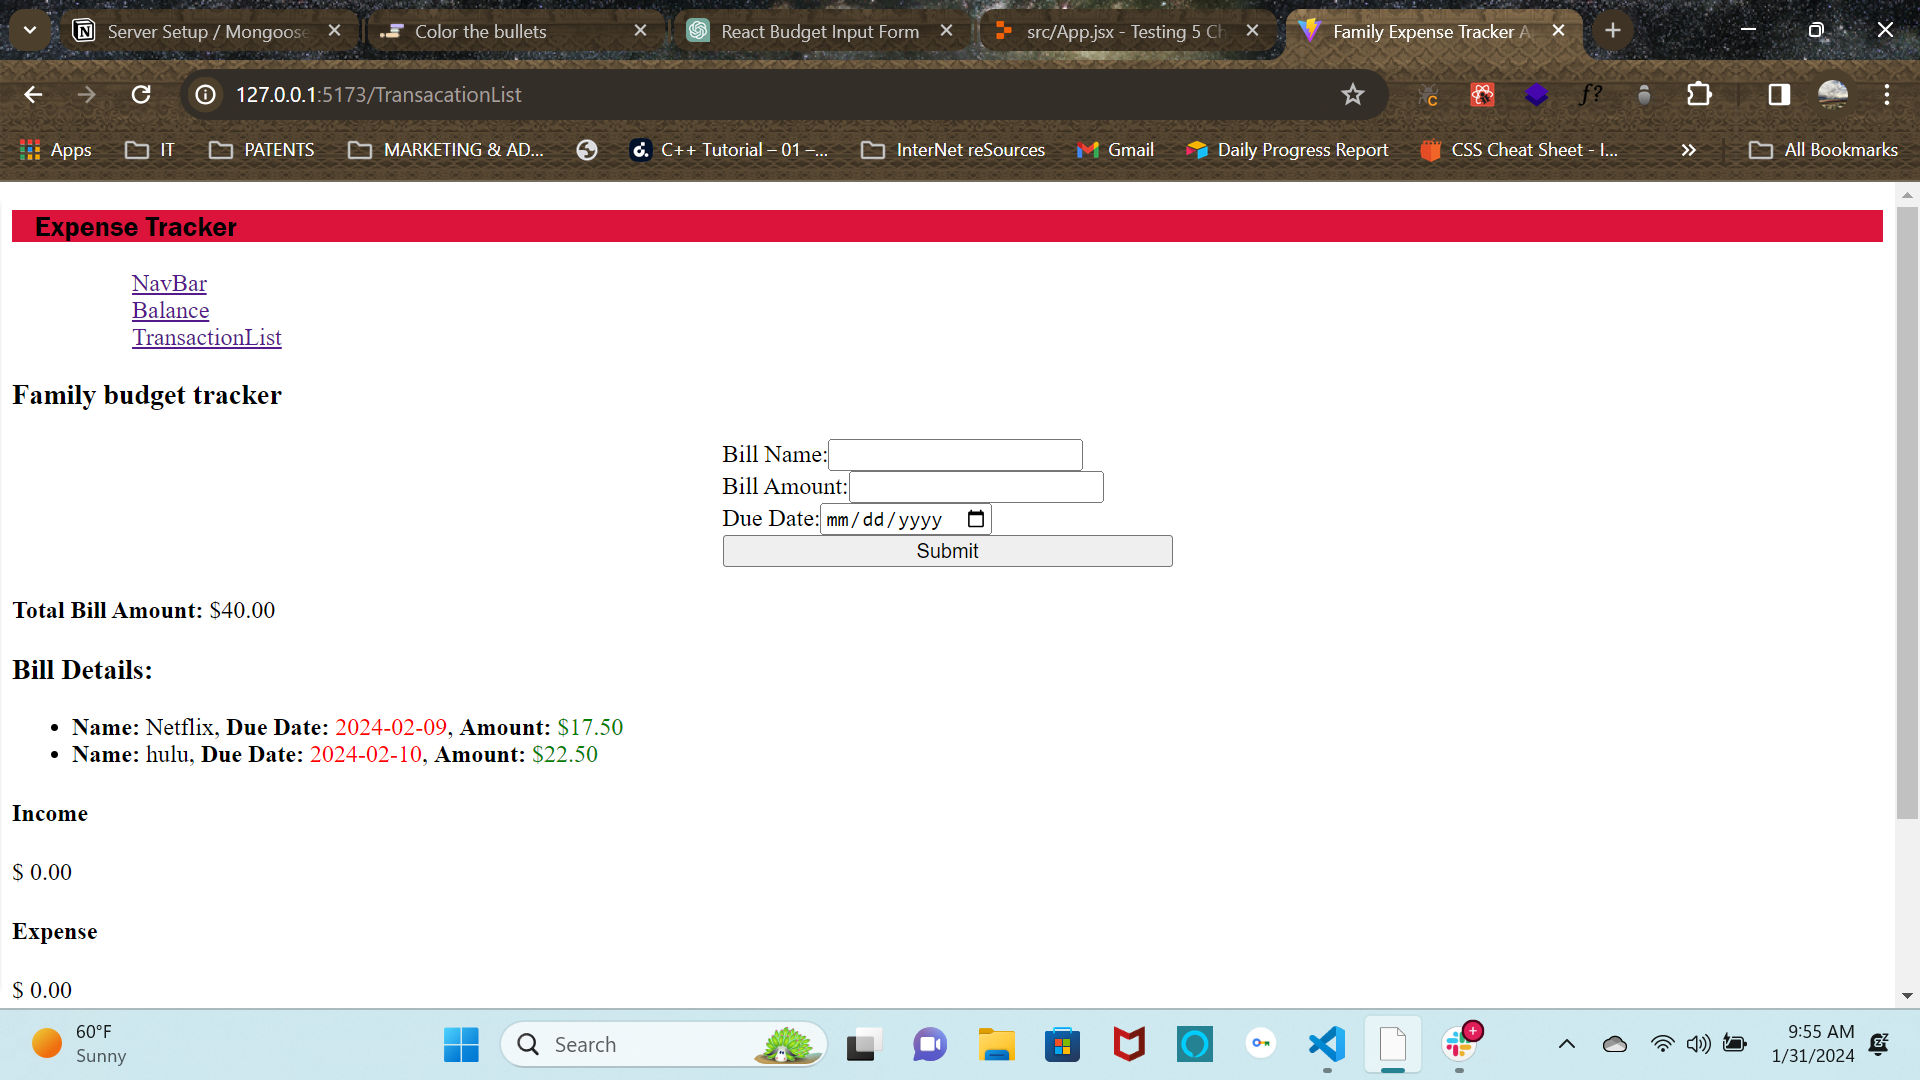 Server Setup / Mongoose
Color the bullets
React Budget Input Form
src/App.jsx - Testing 5 Ch
Family Expense Tracker A
127.0.0.1:5173/TransacationList
C
f?
Apps
IT
PATENTS
MARKETING & AD...
C++ Tutorial – 01 –...
InterNet reSources
Gmail
Daily Progress Report
CSS Cheat Sheet - I...
All Bookmarks
Expense Tracker
NavBar
Balance
TransactionList
Family budget tracker
Bill Name:
Bill Amount:
Due Date: mm/dd/yyyy
Submit
Total Bill Amount: $40.00
Bill Details:
• Name: Netflix, Due Date: 2024-02-09, Amount: $17.50
• Name: hulu, Due Date: 2024-02-10, Amount: $22.50
Income
$ 0.00
Expense
$ 0.00
60°F
Sunny
Search
9:55 AM
1/31/2024